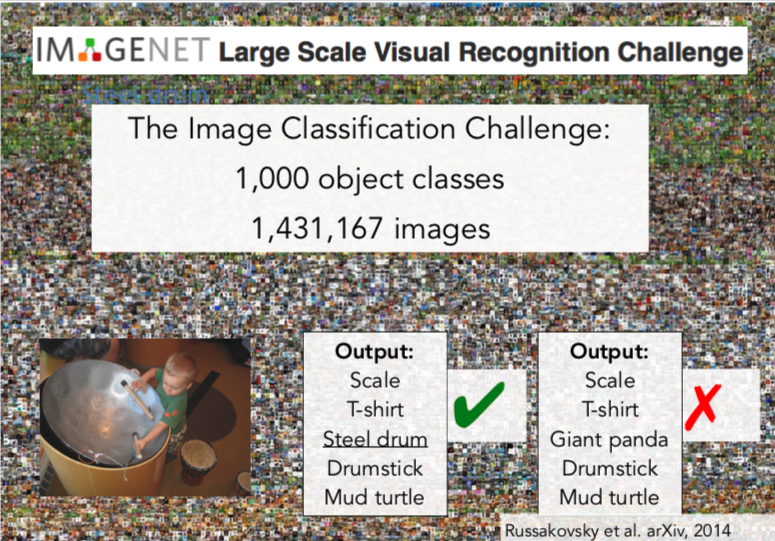 IMAGENET Large Scale Visual Recognition Challenge
Steel drum
The Image Classification Challenge:
1,000 object classes
1,431,167 images
Output:
Scale
T-shirt
Steel drum
Drumstick
Mud turtle
Output:
Scale
T-shirt
Giant panda
Drumstick
Mud turtle
Russakovsky et al. arXiv, 2014